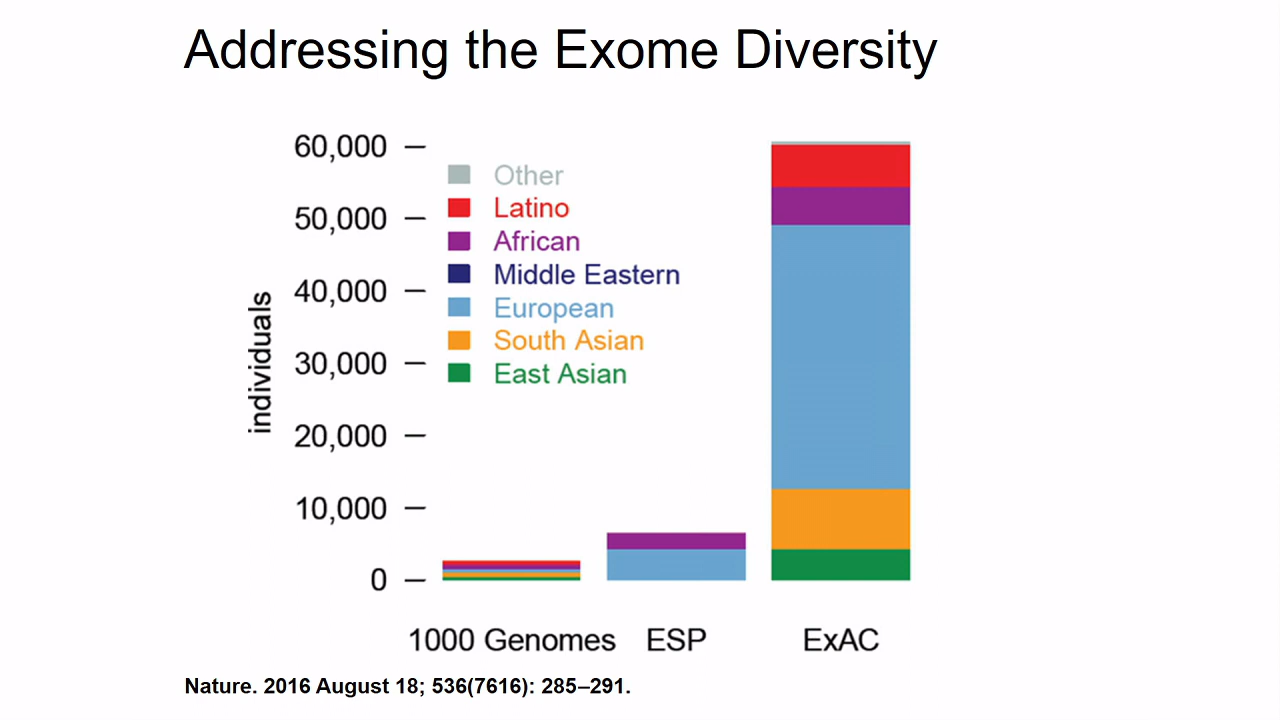 Addressing the Exome Diversity
60,000
50,000
40,000
30,000
20,000
10,000
0
individuals
Other
Latino
African
Middle Eastern
European
South Asian
East Asian
1000 Genomes
ESP
ExAC
Nature. 2016 August 18; 536(7616): 285–291.